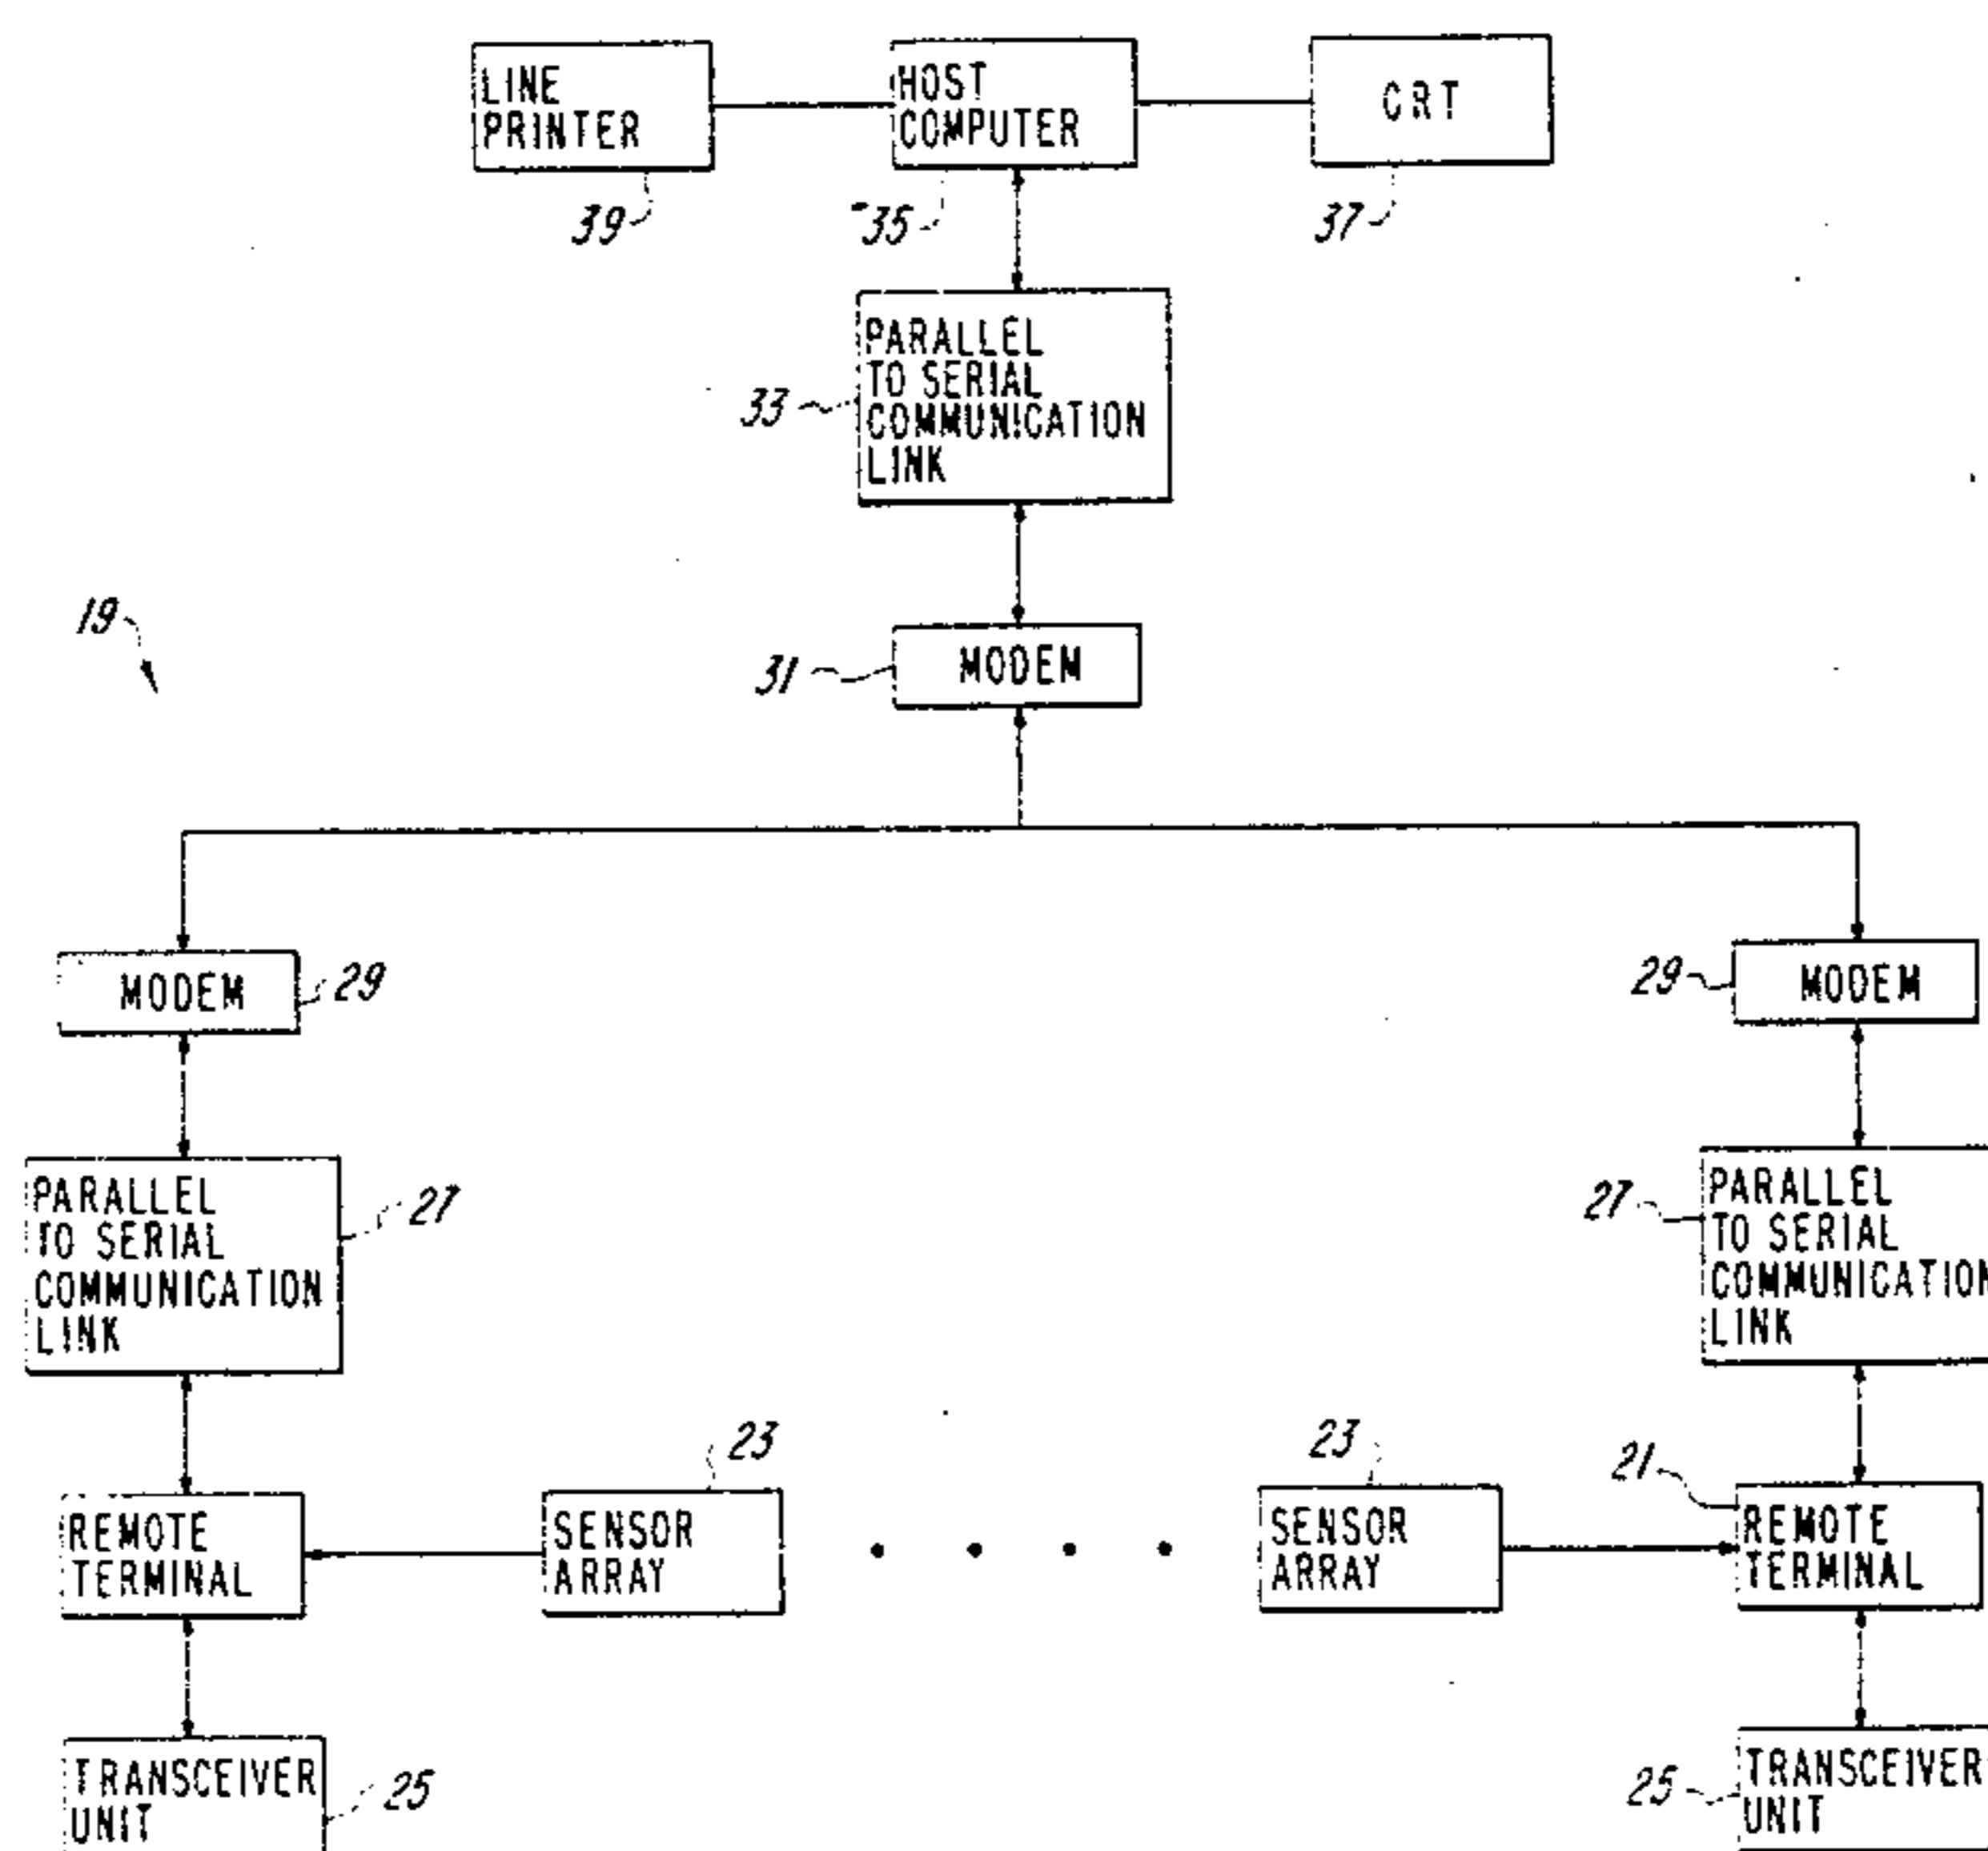 LINE
PRINTER
HOST
COMPUTER
CRT
39
35
37
PARALLEL
TO SERIAL
COMMUNICATION
LINK
33
19
31
MODEM
MODEM
29
29
MODEM
PARALLEL
TO SERIAL
COMMUNICATION
LINK
27
27
PARALLEL
TO SERIAL
COMMUNICATION
LINK
23
23
21
REMOTE
TERMINAL
SENSOR
ARRAY
SENSOR
ARRAY
REMOTE
TERMINAL
TRANSCEIVER
UNIT
25
25
TRANSCEIVER
UNIT